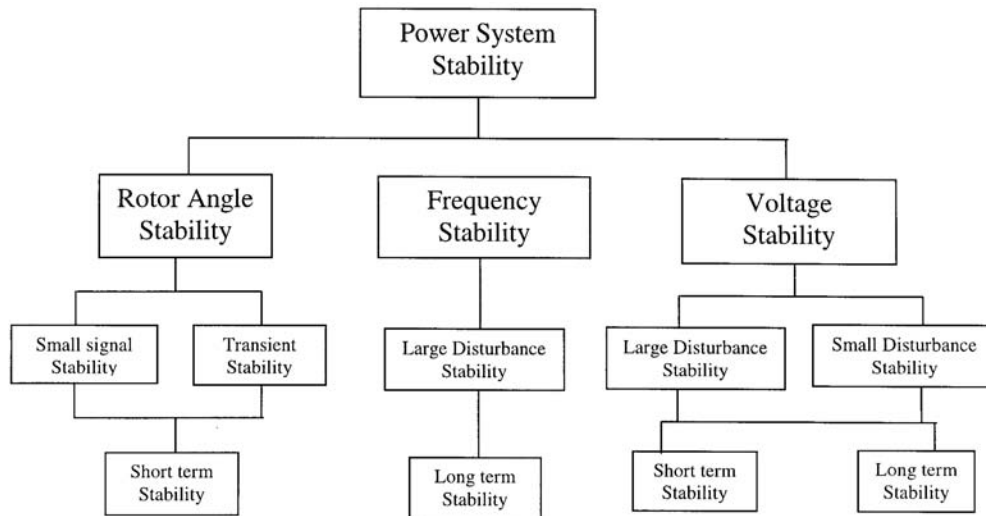 Power System
Stability
Rotor Angle
Stability
Frequency
Stability
Voltage
Stability
Small signal
Stability
Transient
Stability
Large Disturbance
Stability
Large Disturbance
Stability
Small Disturbance
Stability
Short term
Stability
Long term
Stability
Short term
Stability
Long term
Stability